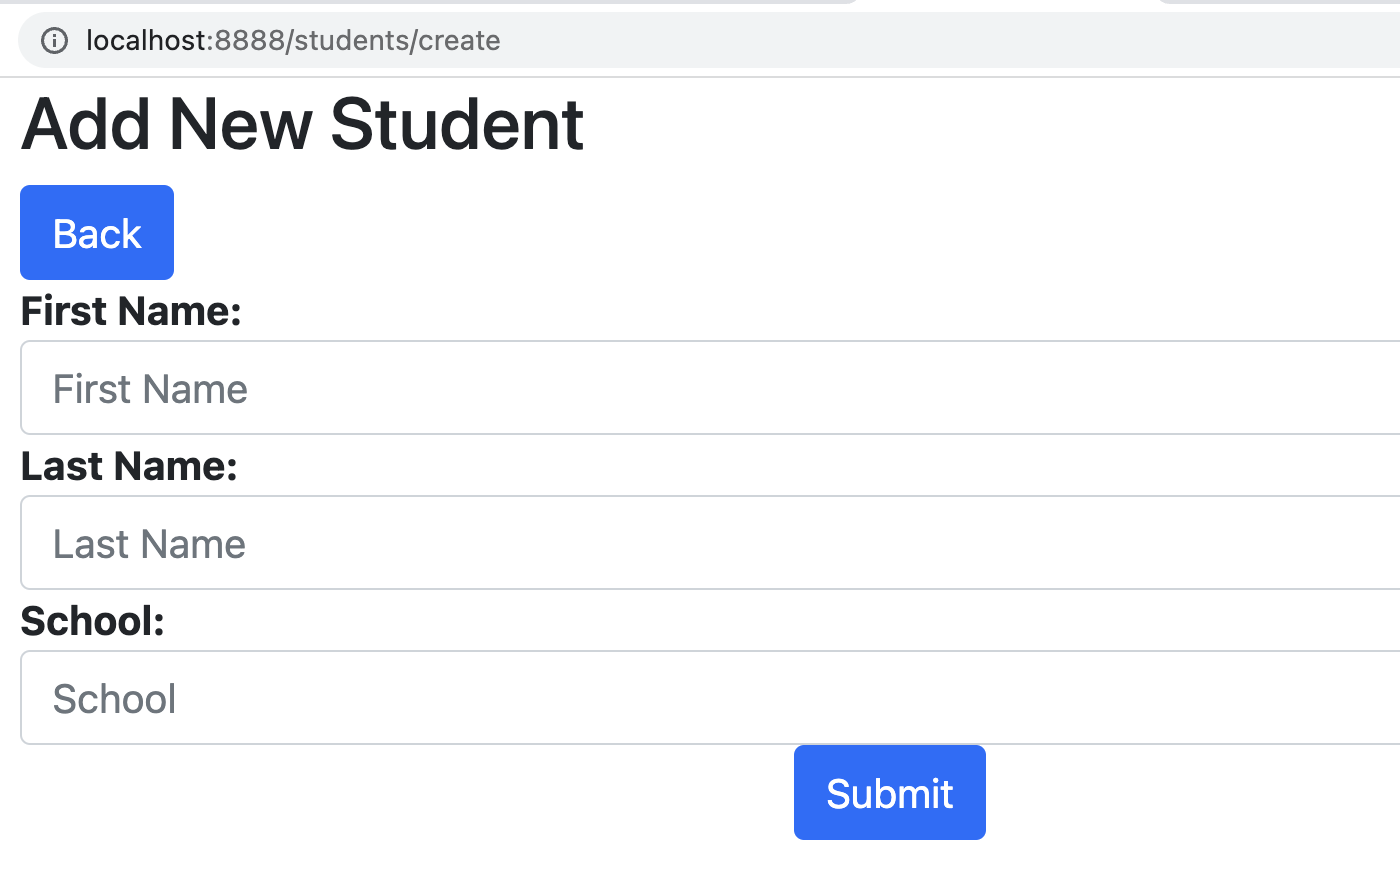 localhost:8888/students/create
Add New Student
Back
First Name:
First Name
Last Name:
Last Name
School:
School
Submit